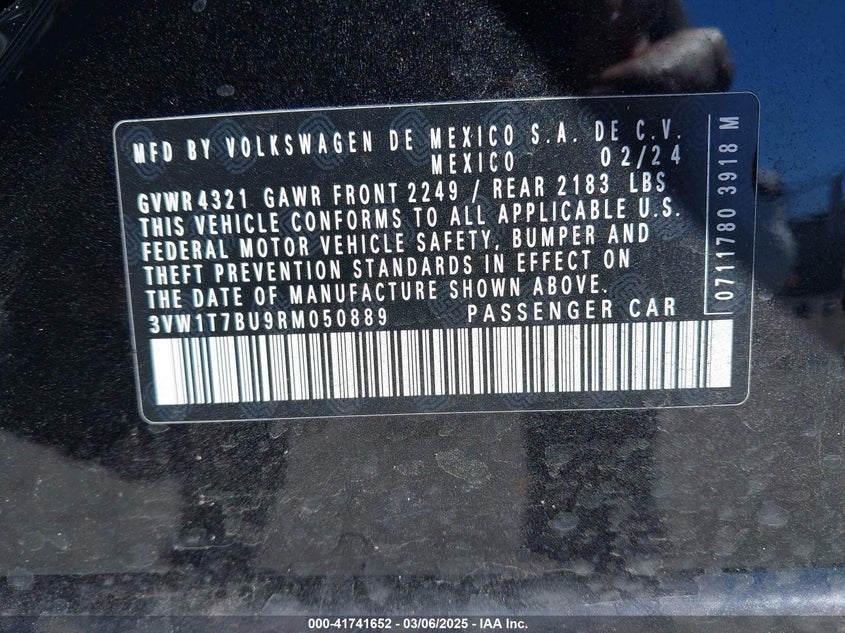 MFD BY VOLKSWAGEN DE MEXICO S.A. DE C.V.
MEXICO 02/24
GVWR 4321 GAWR FRONT 2249 / REAR 2183 LBS
THIS VEHICLE CONFORMS TO ALL APPLICABLE U.S.
FEDERAL MOTOR VEHICLE SAFETY, BUMPER AND
THEFT PREVENTION STANDARDS IN EFFECT ON
THE DATE OF MANUFACTURE SHOWN ABOVE.
3VW1T7BU9RM050889 PASSENGER CAR
0711780 3918 M
000-41741652 - 03/06/2025 - IAA Inc.